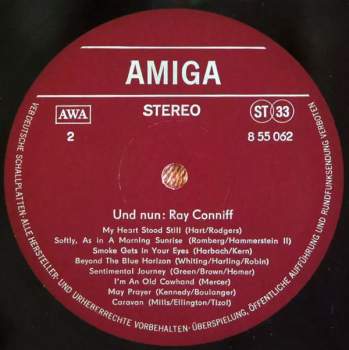 AMIGA
AWA
STEREO
ST 33
2
8 55 062
Und nun: Ray Conniff
My Heart Stood Still (Hart/Rodgers)
Softly, As in A Morning Sunrise (Romberg/Hammerstein II)
Smoke Gets in Your Eyes (Harbach/Kern)
Beyond The Blue Horizon (Whiting/Harling/Robin)
Sentimental Journey (Green/Brown/Homer)
I'm An Old Cowhand (Mercer)
May Prayer (Kennedy/Boulanger)
Caravan (Mills/Ellington/Tizol)
VEB DEUTSCHE SCHALLPLATTEN · ALLE HERSTELLER- UND URHEBERRECHTE VORBEHALTEN · ÜBERSPIELUNG, ÖFFENTLICHE AUFFÜHRUNG UND RUNDFUNKSENDUNG VERBOTEN